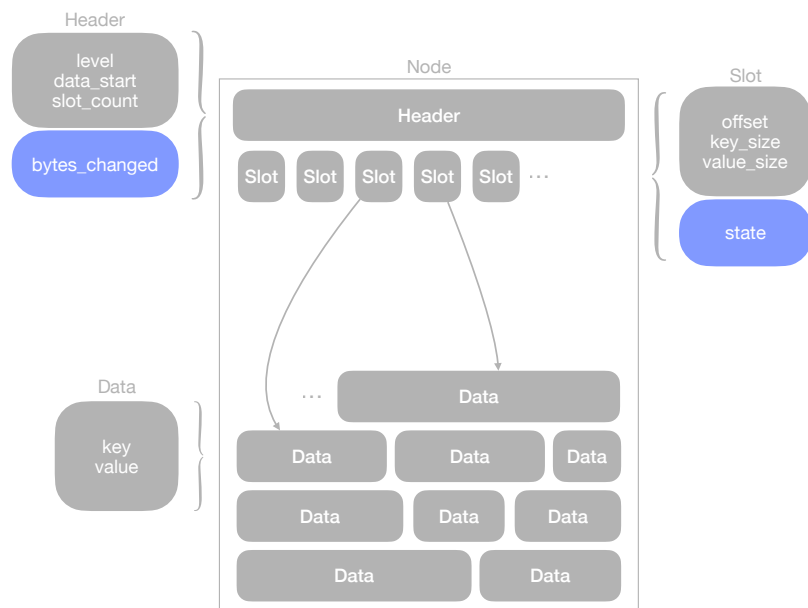 Header
level
data_start
slot_count
bytes_changed
Node
Header
Slot Slot Slot Slot Slot ...
Slot
offset
key_size
value_size
state
Data
key
value
... Data
Data Data Data
Data Data Data
Data Data